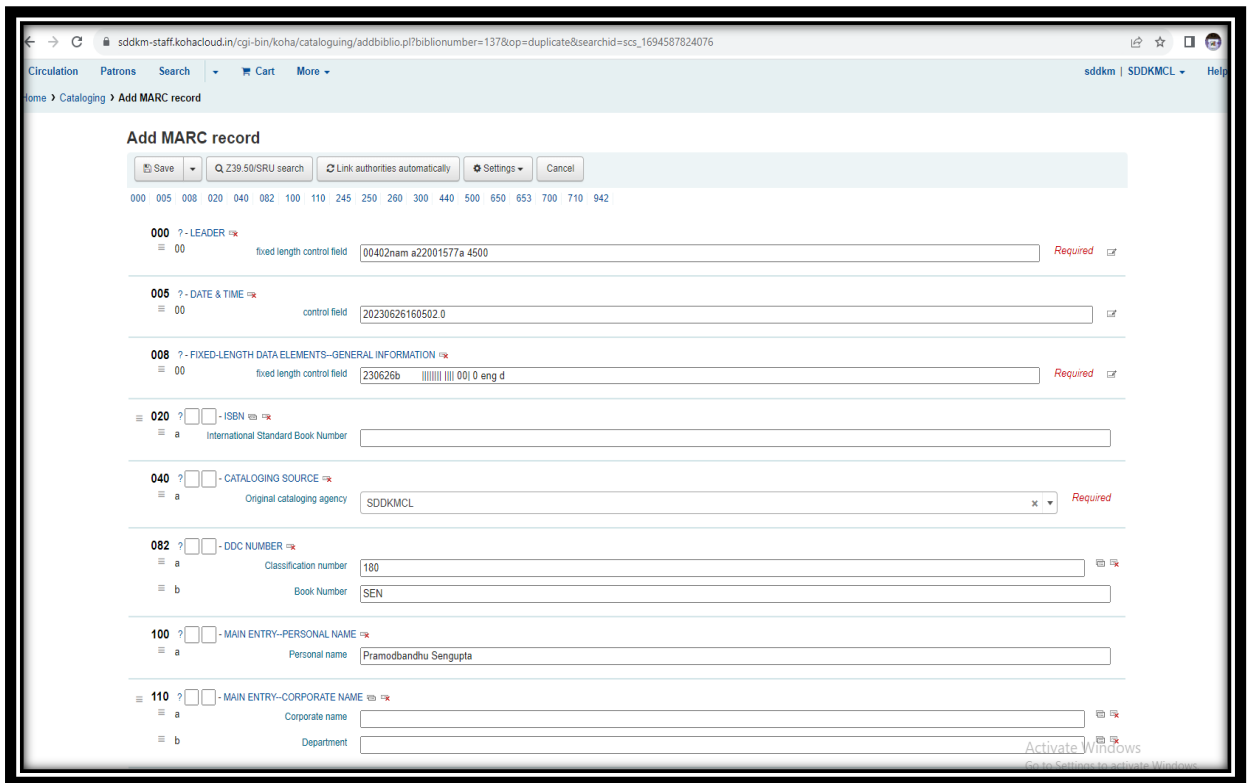 sddkm-staff.kohacloud.in/cgi-bin/koha/cataloguing/addbiblio.pl?biblionumber=137&op=duplicate&searchid=scs_1694587824076
Circulation Patrons Search Cart More sddkm | SDDKMCL Help
Home > Cataloging > Add MARC record
Add MARC record
Save Z39.50/SRU search Link authorities automatically Settings Cancel
000 005 008 020 040 082 100 110 245 250 260 300 440 500 650 653 700 710 942
000 ? - LEADER
00 fixed length control field 00402nam a22001577a 4500 Required
005 ? - DATE & TIME
00 control field 20230626160502.0
008 ? - FIXED-LENGTH DATA ELEMENTS--GENERAL INFORMATION
00 fixed length control field 230626b |||||||| |||| 00| 0 eng d Required
020 ? - ISBN
a International Standard Book Number
040 ? - CATALOGING SOURCE
a Original cataloging agency SDDKMCL x Required
082 ? - DDC NUMBER
a Classification number 180
b Book Number SEN
100 ? - MAIN ENTRY--PERSONAL NAME
a Personal name Pramodbandhu Sengupta
110 ? - MAIN ENTRY--CORPORATE NAME
a Corporate name
b Department
Activate Windows
Go to Settings to activate Windows.